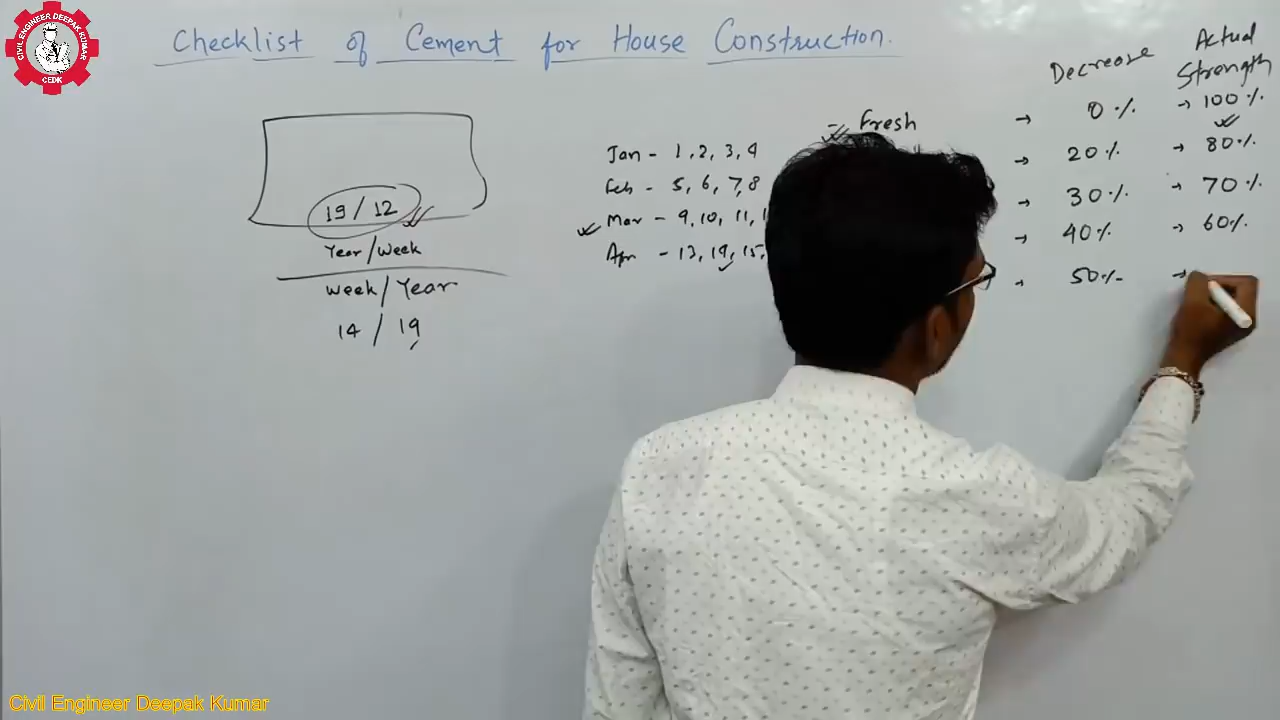 CIVIL ENGINEER DEEPAK KUMAR
CEDK
Checklist of Cement for House Construction.
19 / 12
Year/Week
Week/Year
14 / 19
Jan - 1, 2, 3, 4
Feb - 5, 6, 7, 8
Mar - 9, 10, 11,
Apr - 13, 14, 15,
- Fresh
Decrease
Actual
Strength
→ 0 % → 100 %
→ 20 % → 80 %
→ 30 % → 70 %
→ 40 % → 60 %
→ 50 % →
Civil Engineer Deepak Kumar